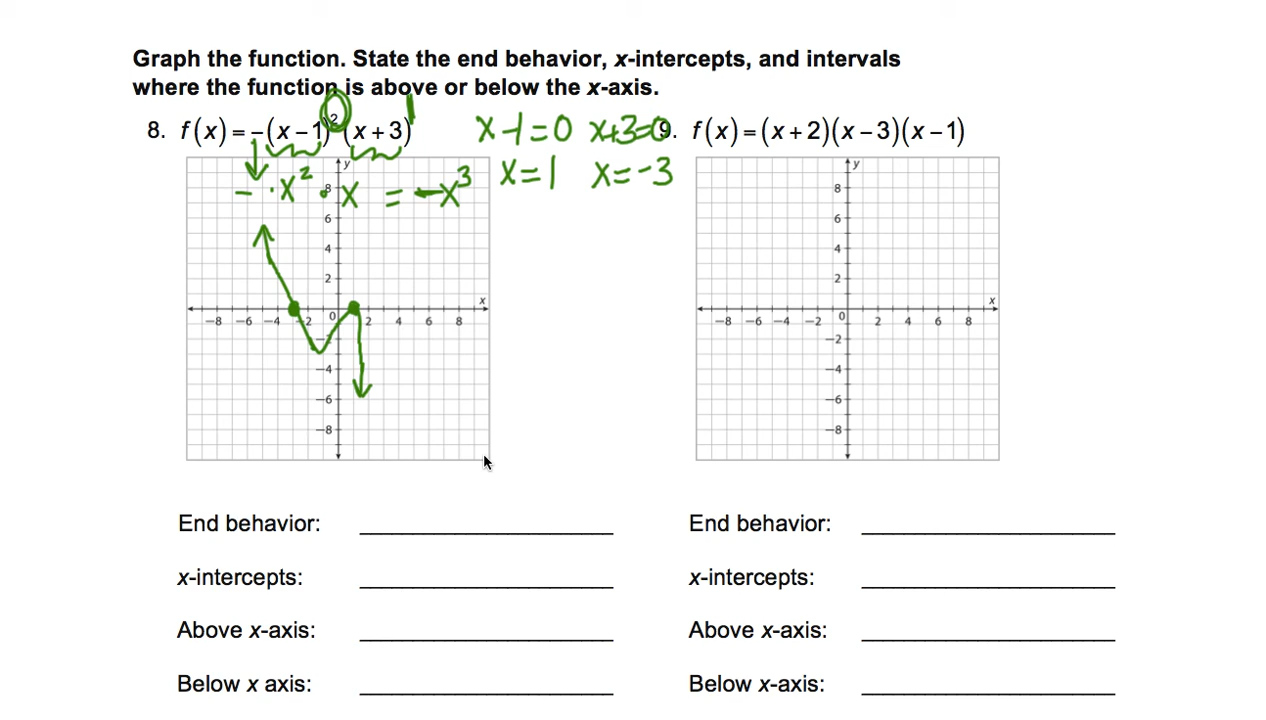 Graph the function. State the end behavior, x-intercepts, and intervals
where the function is above or below the x-axis.
8. f(x) = -(x - 1)² (x + 3)¹
x - 1 = 0 x + 3 = 0
9. f(x) = (x + 2)(x - 3)(x - 1)
- · x² · x = -x³
x = 1 x = -3
y
8
6
4
2
x
-8 -6 -4 -2 0 2 4 6 8
-2
-4
-6
-8
y
8
6
4
2
x
-8 -6 -4 -2 0 2 4 6 8
-2
-4
-6
-8
End behavior: End behavior:
x-intercepts: x-intercepts:
Above x-axis: Above x-axis:
Below x axis: Below x-axis: